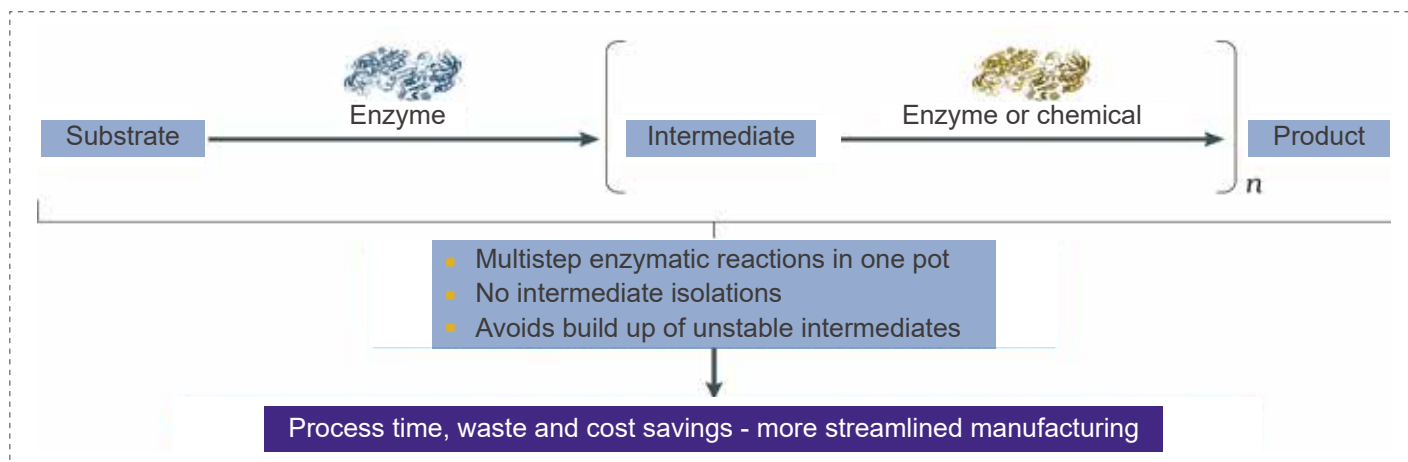 Enzyme
Enzyme or chemical
Substrate
Intermediate
Product
n
▪ Multistep enzymatic reactions in one pot
▪ No intermediate isolations
▪ Avoids build up of unstable intermediates
Process time, waste and cost savings - more streamlined manufacturing